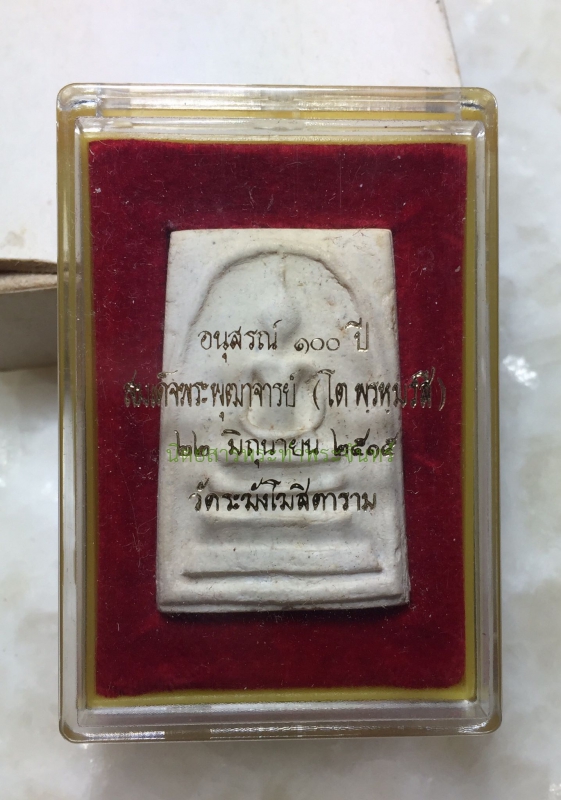 อนุสรณ์ ๑๐๐ ปี
สมเด็จพระพุฒาจารย์ (โต พฺรหฺมรํสี)
๒๒ มิถุนายน ๒๕๑๕
วัดระฆังโฆสิตาราม